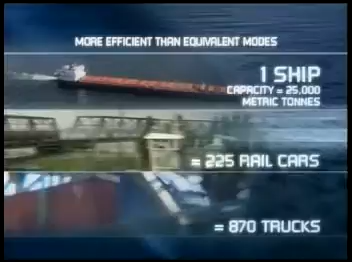 MORE EFFICIENT THAN EQUIVALENT MODES
1 SHIP
CAPACITY = 25,000
METRIC TONNES
= 225 RAIL CARS
= 870 TRUCKS